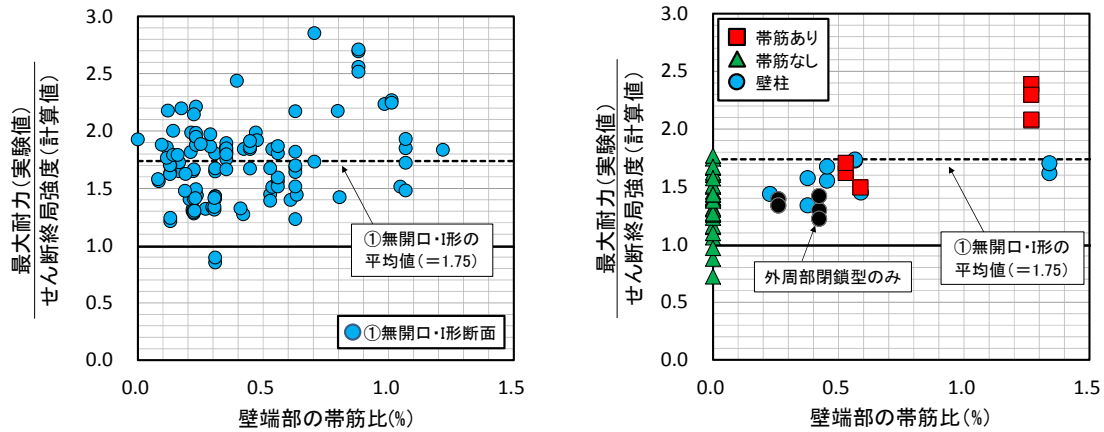 最大耐力(実験値)
せん断終局強度(計算値)
3.0
2.5
2.0
1.5
1.0
0.5
0.0
①無開口・I形の
平均値(＝1.75)
①無開口・I形断面
0.0
0.5
1.0
1.5
壁端部の帯筋比(%)
最大耐力(実験値)
せん断終局強度(計算値)
3.0
2.5
2.0
1.5
1.0
0.5
0.0
帯筋あり
帯筋なし
壁柱
外周部閉鎖型のみ
①無開口・I形の
平均値(＝1.75)
0.0
0.5
1.0
1.5
壁端部の帯筋比(%)